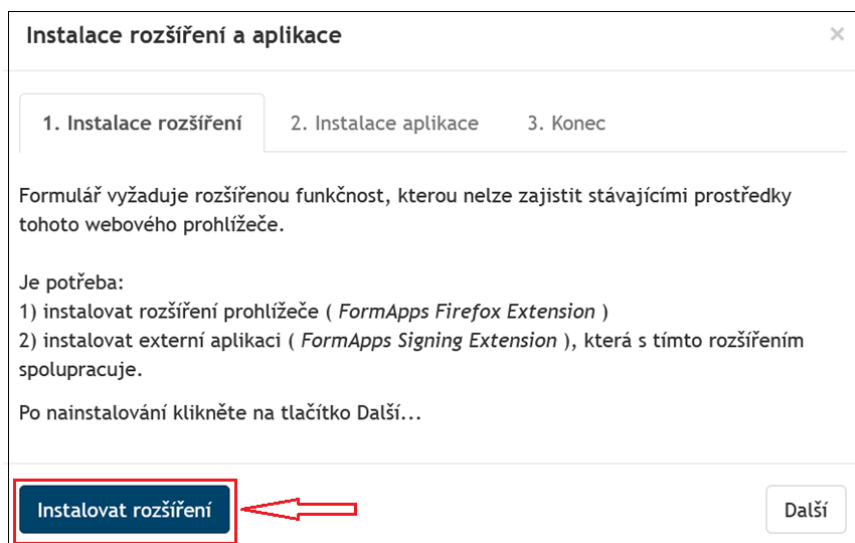 Instalace rozšíření a aplikace
×
1. Instalace rozšíření
2. Instalace aplikace
3. Konec
Formulář vyžaduje rozšířenou funkčnost, kterou nelze zajistit stávajícími prostředky
tohoto webového prohlížeče.
Je potřeba:
1) instalovat rozšíření prohlížeče ( FormApps Firefox Extension )
2) instalovat externí aplikaci ( FormApps Signing Extension ), která s tímto rozšířením
spolupracuje.
Po nainstalování klikněte na tlačítko Další...
Instalovat rozšíření
Další